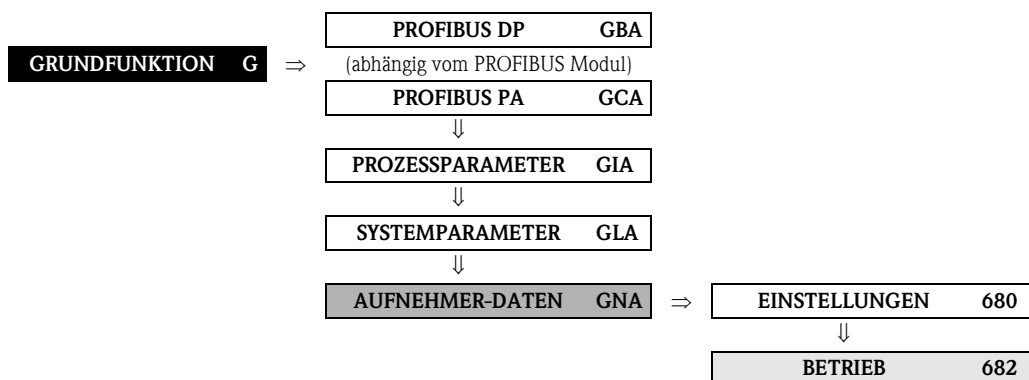 PROFIBUS DP GBA
GRUNDFUNKTION G ⇒ (abhängig vom PROFIBUS Modul)
PROFIBUS PA GCA
⇓
PROZESSPARAMETER GIA
⇓
SYSTEMPARAMETER GLA
⇓
AUFNEHMER-DATEN GNA ⇒ EINSTELLUNGEN 680
⇓
BETRIEB 682